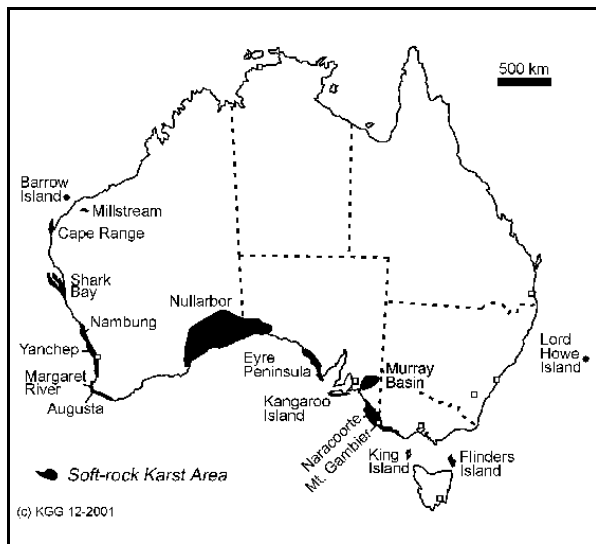 500 km
Barrow
Island
Millstream
Cape Range
Shark
Bay
Nullarbor
Nambung
Yanchep
Margaret
River
Augusta
Eyre
Peninsula
Murray
Basin
Kangaroo
Island
Lord
Howe
Island
Naracoorte
Mt. Gambier
King
Island
Flinders
Island
Soft-rock Karst Area
(c) KGG 12-2001